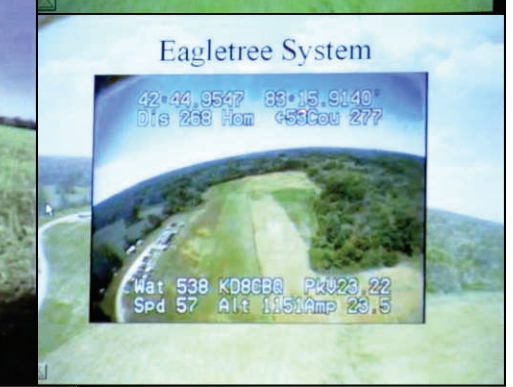 Eagletree System
42°44.9547 83°15.9140'
Dis 268 Hom +53Cou 277
Wat 538 KD8CBQ PkV23.22
Spd 57 Alt 1151Amp 23.5